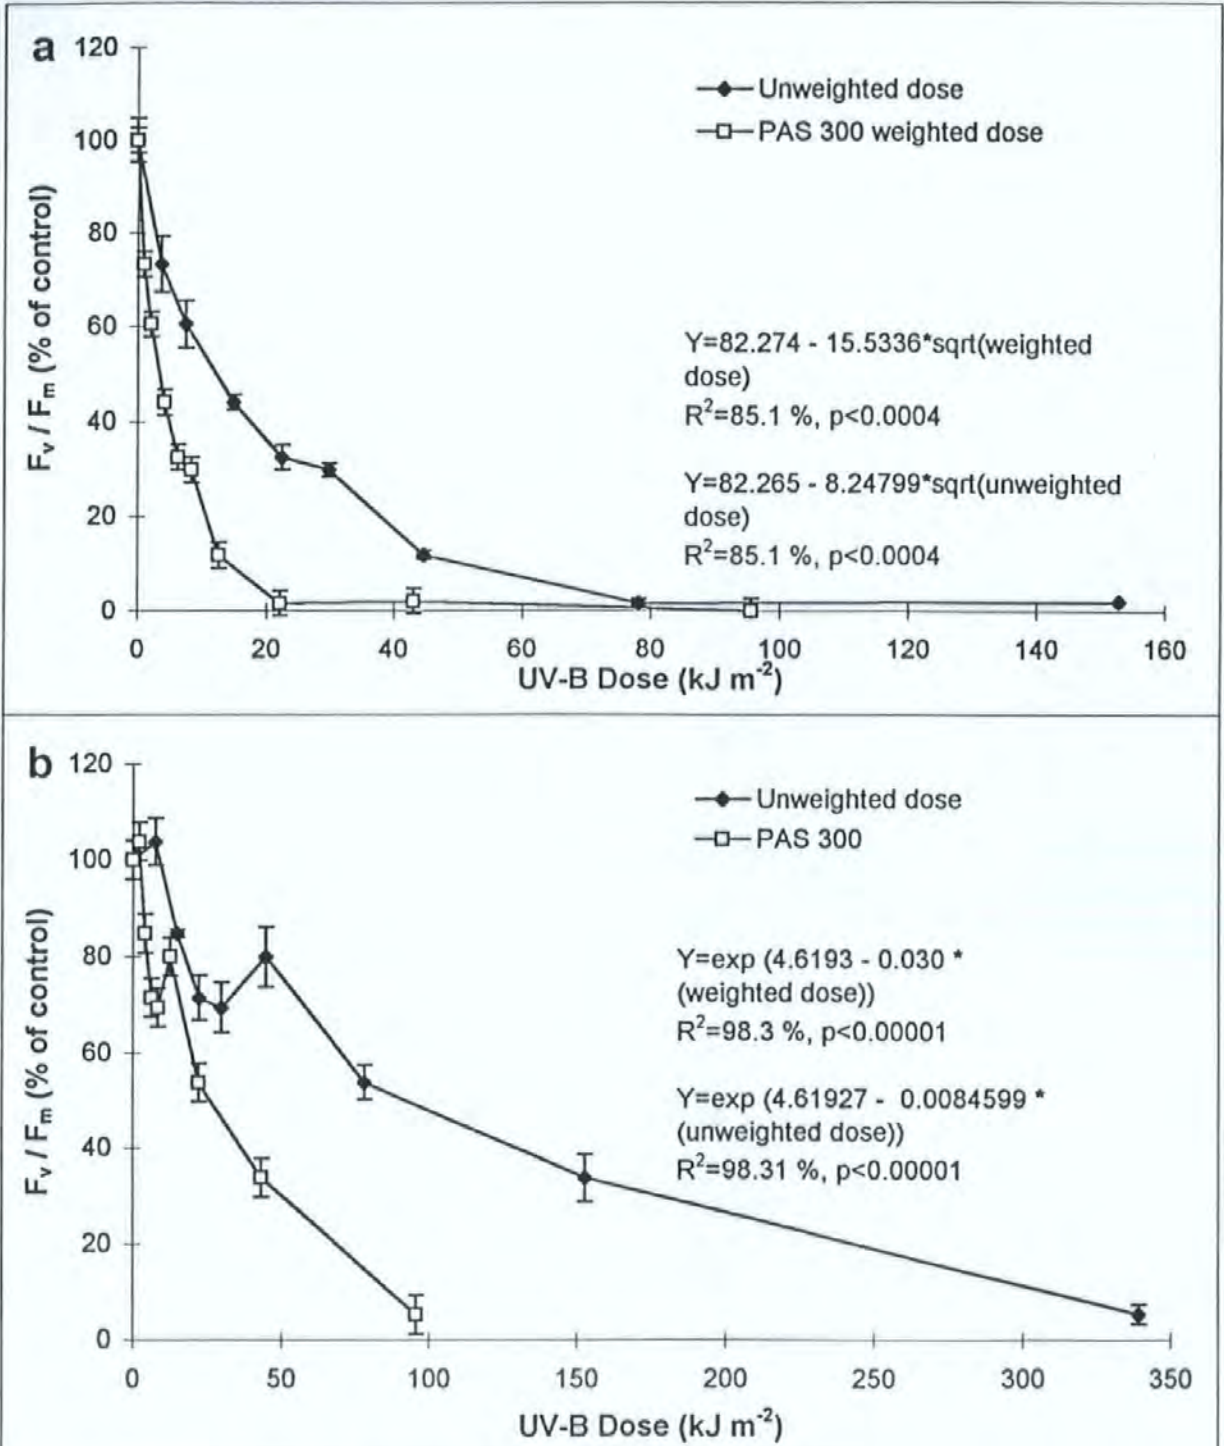 a
120
100
80
60
40
20
0
F_v / F_m (% of control)
Unweighted dose
PAS 300 weighted dose
Y=82.274 - 15.5336*sqrt(weighted
dose)
R²=85.1 %, p<0.0004
Y=82.265 - 8.24799*sqrt(unweighted
dose)
R²=85.1 %, p<0.0004
0 20 40 60 80 100 120 140 160
UV-B Dose (kJ m⁻²)
b
120
100
80
60
40
20
0
F_v / F_m (% of control)
Unweighted dose
PAS 300
Y=exp (4.6193 - 0.030 *
(weighted dose))
R²=98.3 %, p<0.00001
Y=exp (4.61927 - 0.0084599 *
(unweighted dose))
R²=98.31 %, p<0.00001
0 50 100 150 200 250 300 350
UV-B Dose (kJ m⁻²)